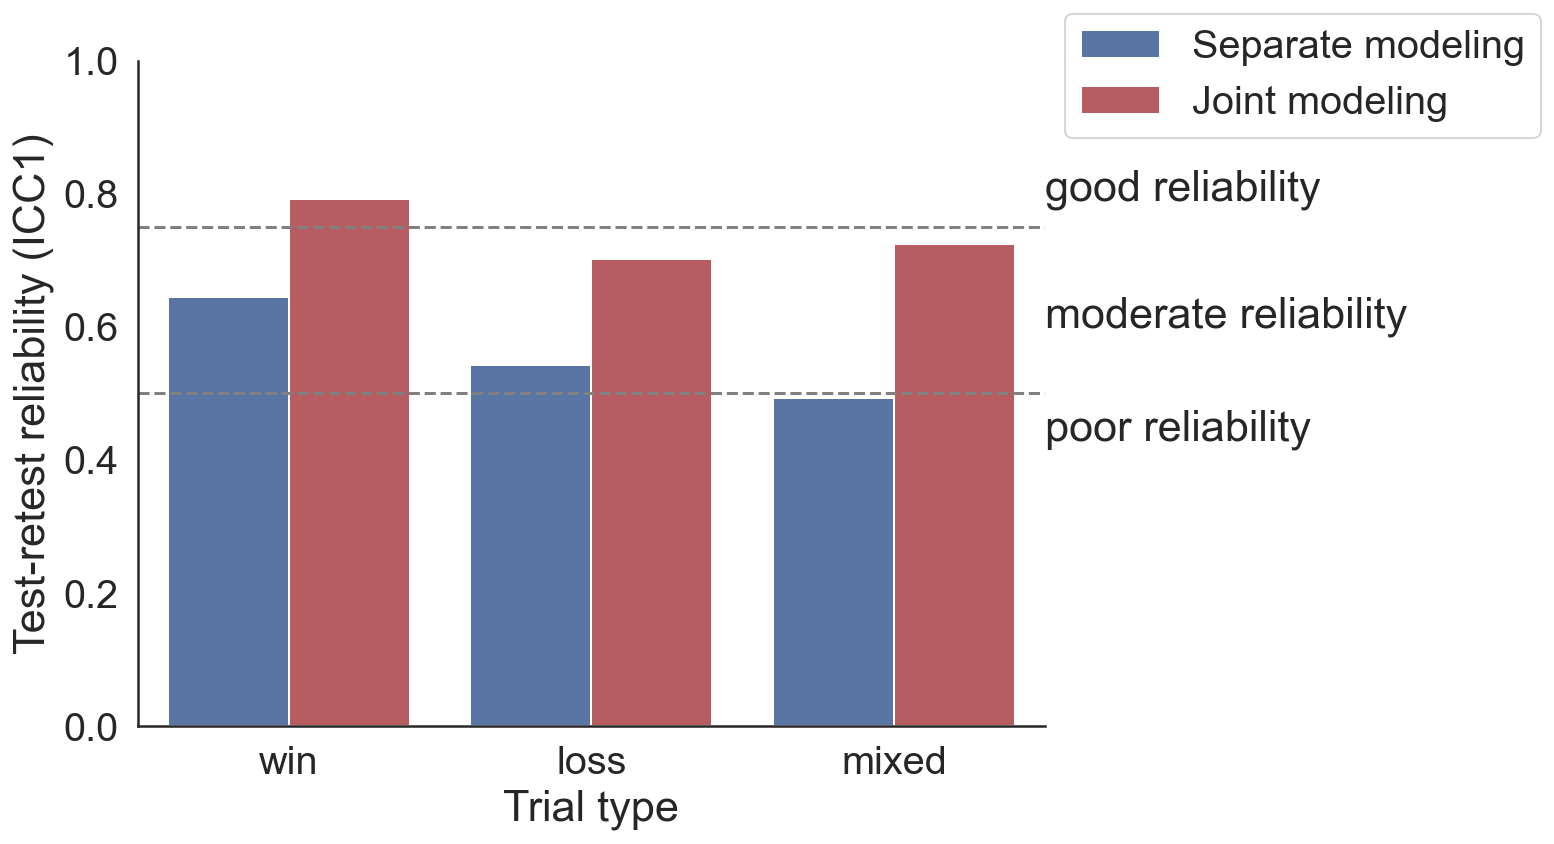 Separate modeling
Joint modeling
Test-retest reliability (ICC1)
1.0
0.8
0.6
0.4
0.2
0.0
good reliability
moderate reliability
poor reliability
win
loss
mixed
Trial type